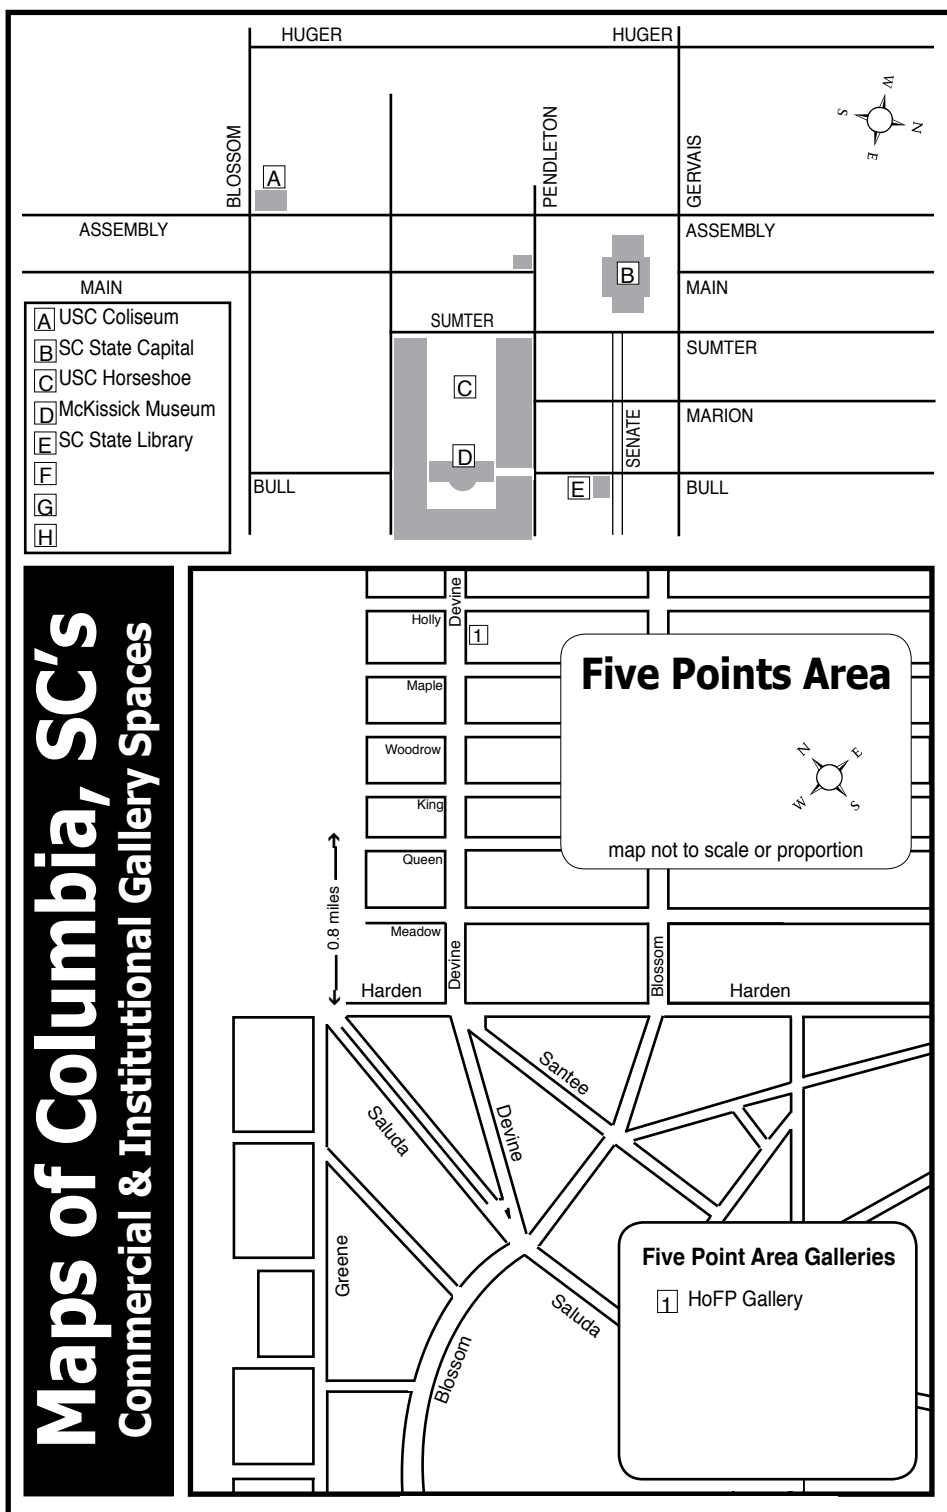 HUGER
HUGER
W
S
N
E
BLOSSOM
PENDLETON
GERVAIS
A
ASSEMBLY
ASSEMBLY
B
MAIN
MAIN
A USC Coliseum
B SC State Capital
C USC Horseshoe
D McKissick Museum
E SC State Library
F
G
H
SUMTER
SUMTER
C
MARION
SENATE
D
BULL
E
BULL
Maps of Columbia, SC's
Commercial & Institutional Gallery Spaces
Devine
Holly
1
Five Points Area
Maple
Woodrow
N
E
W
S
King
map not to scale or proportion
Queen
0.8 miles
Meadow
Devine
Blossom
Harden
Harden
Santee
Saluda
Devine
Greene
Five Point Area Galleries
1 HoFP Gallery
Saluda
Blossom